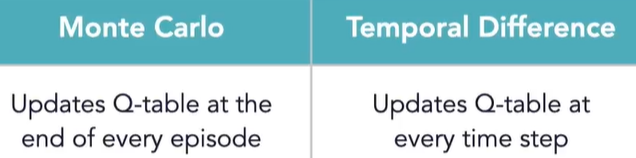 Monte Carlo
Temporal Difference
Updates Q-table at the
end of every episode
Updates Q-table at
every time step